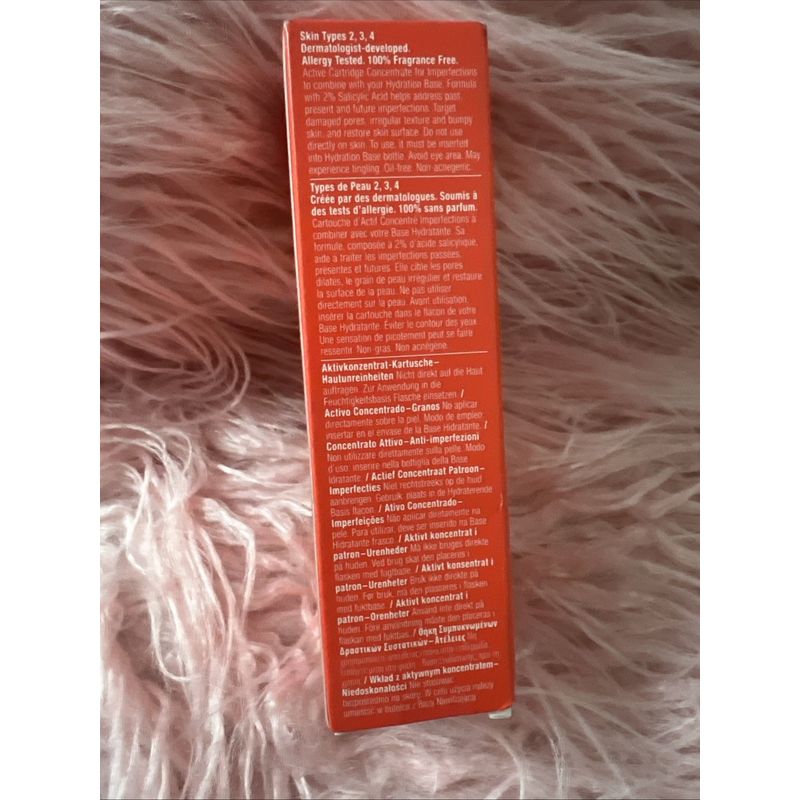 Skin Types 2, 3, 4
Dermatologist-developed.
Allergy Tested. 100% Fragrance Free.
Active Cartridge Concentrate for Imperfections
to combine with your Hydration Base. Formula
with 2% Salicylic Acid helps address past,
present and future imperfections. Target
damaged pores, irregular texture and bumpy
skin, and restore skin surface. Do not use
directly on skin. To use, it must be inserted
into Hydration Base bottle. Avoid eye area. May
experience tingling. Oil-free. Non-acnegenic.
Types de Peau 2, 3, 4
Créée par des dermatologues. Soumis à
des tests d'allergie. 100% sans parfum.
Cartouche d'Actif Concentré Imperfections à
combiner avec votre Base Hydratante. Sa
formule, composée à 2% d'acide salicylique,
aide à traiter les imperfections passées,
présentes et futures. Elle cible les pores
dilatés, le grain de peau irrégulier et restaure
la surface de la peau. Ne pas utiliser
directement sur la peau. Avant utilisation,
insérer la cartouche dans le flacon de votre
Base Hydratante. Éviter le contour des yeux.
Une sensation de picotement peut se faire
ressentir. Non gras. Non acnégène.
Aktivkonzentrat-Kartusche–
Hautunreinheiten Nicht direkt auf die Haut
auftragen. Zur Anwendung in die
Feuchtigkeitsbasis Flasche einsetzen. /
Activo Concentrado–Granos No aplicar
directamente sobre la piel. Modo de empleo:
insertar en el envase de la Base Hidratante. /
Concentrato Attivo–Anti-imperfezioni
Non utilizzare direttamente sulla pelle. Modo
d'uso: inserire nella bottiglia della Base
Idratante. / Actief Concentraat Patroon–
Imperfecties Niet rechtstreeks op de huid
aanbrengen. Gebruik: plaats in de Hydraterende
Basis flacon. / Ativo Concentrado–
Imperfeições Não aplicar diretamente na
pele. Para utilizar, deve ser inserido na Base
Hidratante frasco. / Aktivt koncentrat i
patron–Urenheder Må ikke bruges direkte
på huden. Ved brug skal den placeres i
flasken med fugtbase. / Aktivt konsentrat i
patron–Urenheter Bruk ikke direkte på
huden. Før bruk, må den plasseres i flasken
med fuktbase. / Aktivt koncentrat i
patron–Orenheter Använd inte direkt på
huden. Före användning måste den placeras i
flaskan med fuktbas. / Θήκη Συμπυκνωμένων
Δραστικών Συστατικών–Ατέλειες Μη
/ Wkład z aktywnym koncentratem–
Niedoskonałości Nie stosować
bezpośrednio na skórę. W celu użycia należy
umieścić w butelce z Bazą Nawilżającą